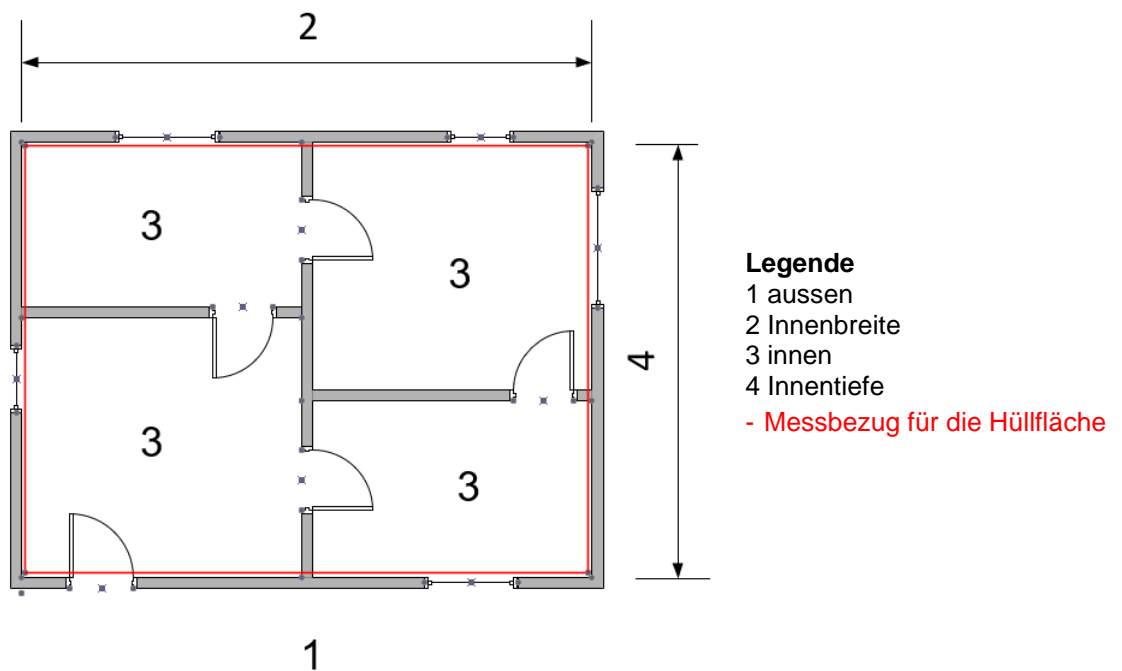 2
3
3
4
3
3
1
Legende
1 aussen
2 Innenbreite
3 innen
4 Innentiefe
- Messbezug für die Hüllfläche